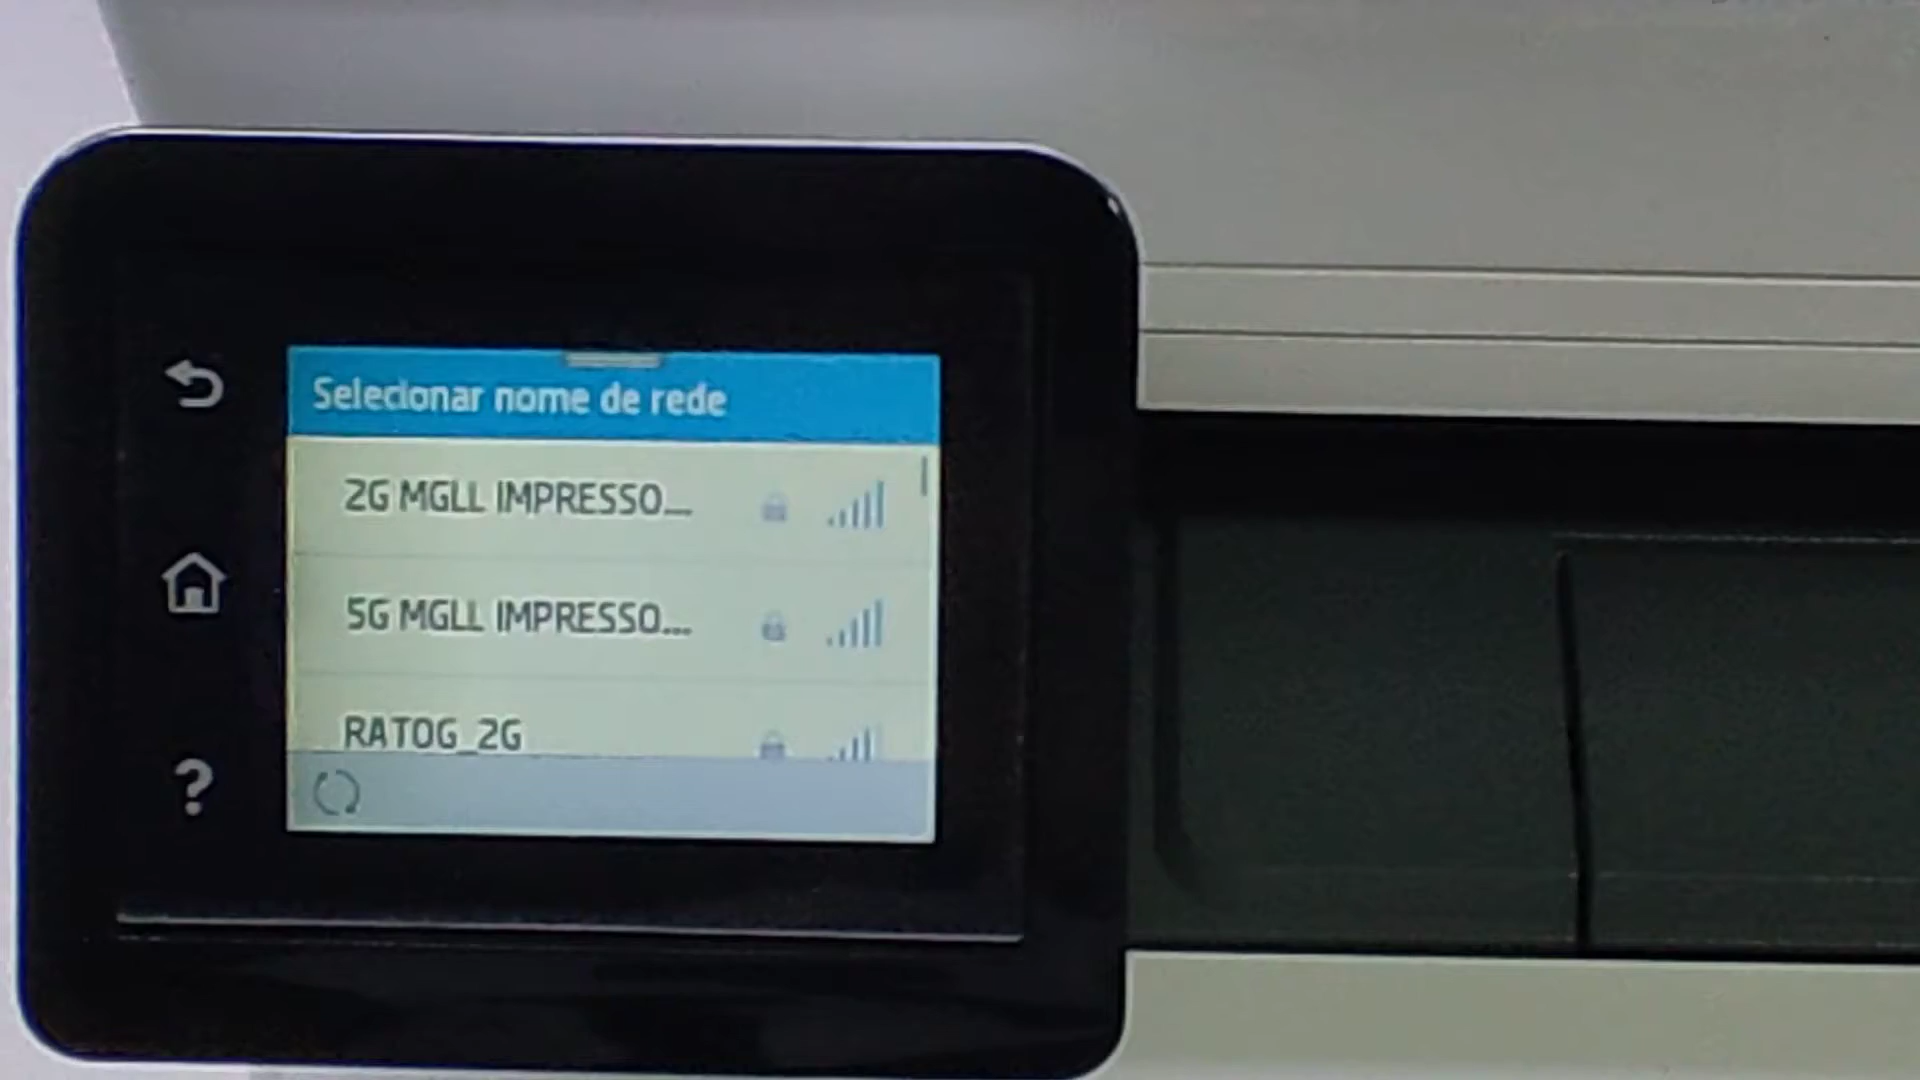 Selecionar nome de rede
2G MGLL IMPRESSO...
5G MGLL IMPRESSO...
RATOG_2G
?